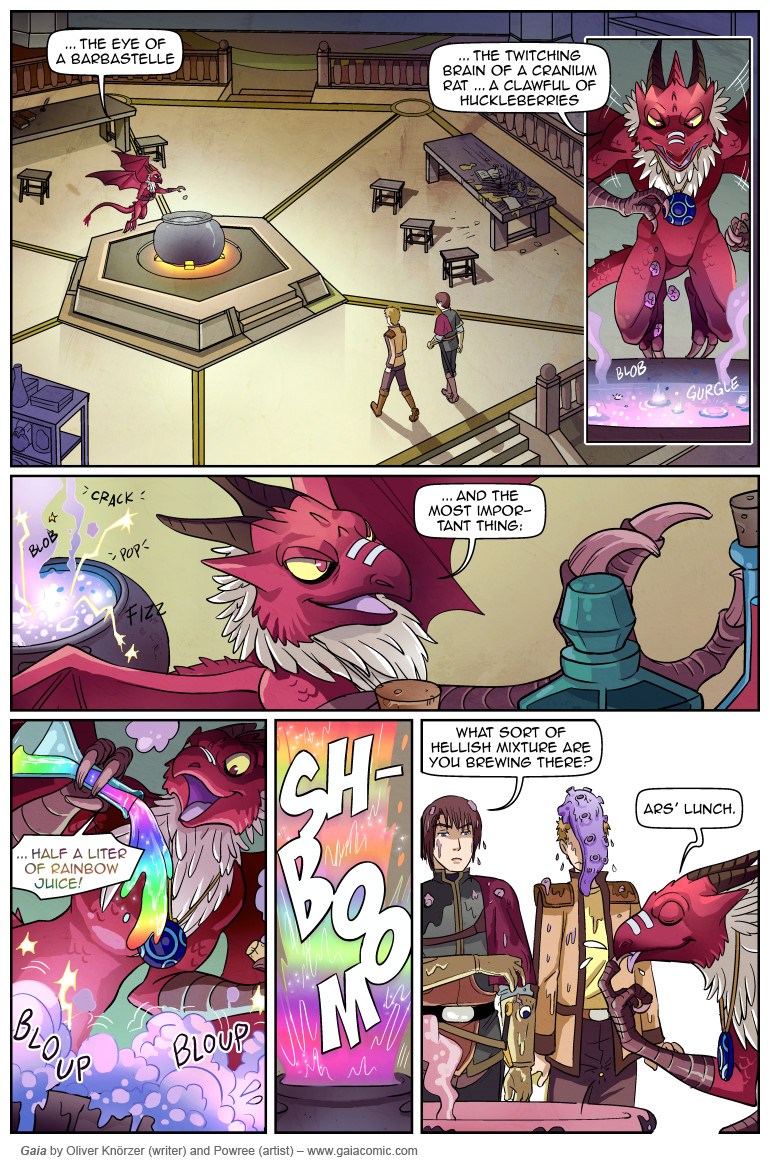 ... THE EYE OF
A BARBASTELLE
... THE TWITCHING
BRAIN OF A CRANIUM
RAT ... A CLAWFUL OF
HUCKLEBERRIES
BLOB
GURGLE
CRACK
BLOB
POP
FIZZ
... AND THE
MOST IMPOR-
TANT THING:
... HALF A LITER
OF RAINBOW
JUICE!
BLOUP
BLOUP
SH-
BOOM
WHAT SORT OF
HELLISH MIXTURE ARE
YOU BREWING THERE?
ARS' LUNCH.
Gaia by Oliver Knörzer (writer) and Powree (artist) – www.gaiacomic.com